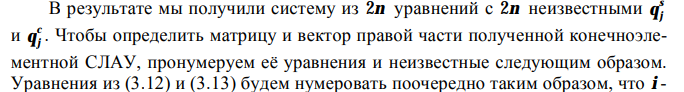 В результате мы получили систему из 2n уравнений с 2n неизвестными q_j^s
и q_j^c. Чтобы определить матрицу и вектор правой части полученной конечноэле-
ментной СЛАУ, пронумеруем её уравнения и неизвестные следующим образом.
Уравнения из (3.12) и (3.13) будем нумеровать поочередно таким образом, что i-